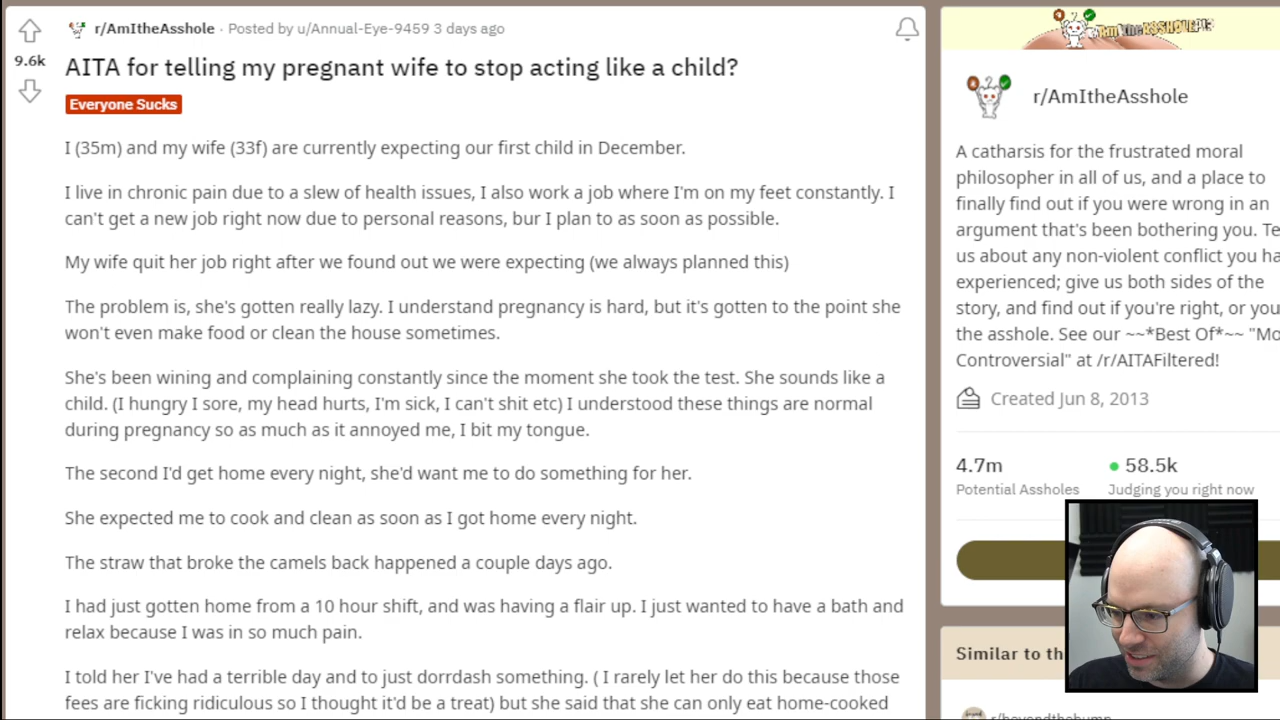 r/AmItheAsshole · Posted by u/Annual-Eye-9459 3 days ago
9.6k
AITA for telling my pregnant wife to stop acting like a child?
Everyone Sucks
I (35m) and my wife (33f) are currently expecting our first child in December.
I live in chronic pain due to a slew of health issues, I also work a job where I'm on my feet constantly. I
can't get a new job right now due to personal reasons, bur I plan to as soon as possible.
My wife quit her job right after we found out we were expecting (we always planned this)
The problem is, she's gotten really lazy. I understand pregnancy is hard, but it's gotten to the point she
won't even make food or clean the house sometimes.
She's been wining and complaining constantly since the moment she took the test. She sounds like a
child. (I hungry I sore, my head hurts, I'm sick, I can't shit etc) I understood these things are normal
during pregnancy so as much as it annoyed me, I bit my tongue.
The second I'd get home every night, she'd want me to do something for her.
She expected me to cook and clean as soon as I got home every night.
The straw that broke the camels back happened a couple days ago.
I had just gotten home from a 10 hour shift, and was having a flair up. I just wanted to have a bath and
relax because I was in so much pain.
I told her I've had a terrible day and to just dorrdash something. ( I rarely let her do this because those
fees are ficking ridiculous so I thought it'd be a treat) but she said that she can only eat home-cooked
r/AmItheAsshole
A catharsis for the frustrated moral
philosopher in all of us, and a place to
finally find out if you were wrong in an
argument that's been bothering you. Te
us about any non-violent conflict you ha
experienced; give us both sides of the
story, and find out if you're right, or you
the asshole. See our ~~*Best Of*~~ "Mo
Controversial" at /r/AITAFiltered!
Created Jun 8, 2013
4.7m
58.5k
Potential Assholes
Judging you right now
Similar to th